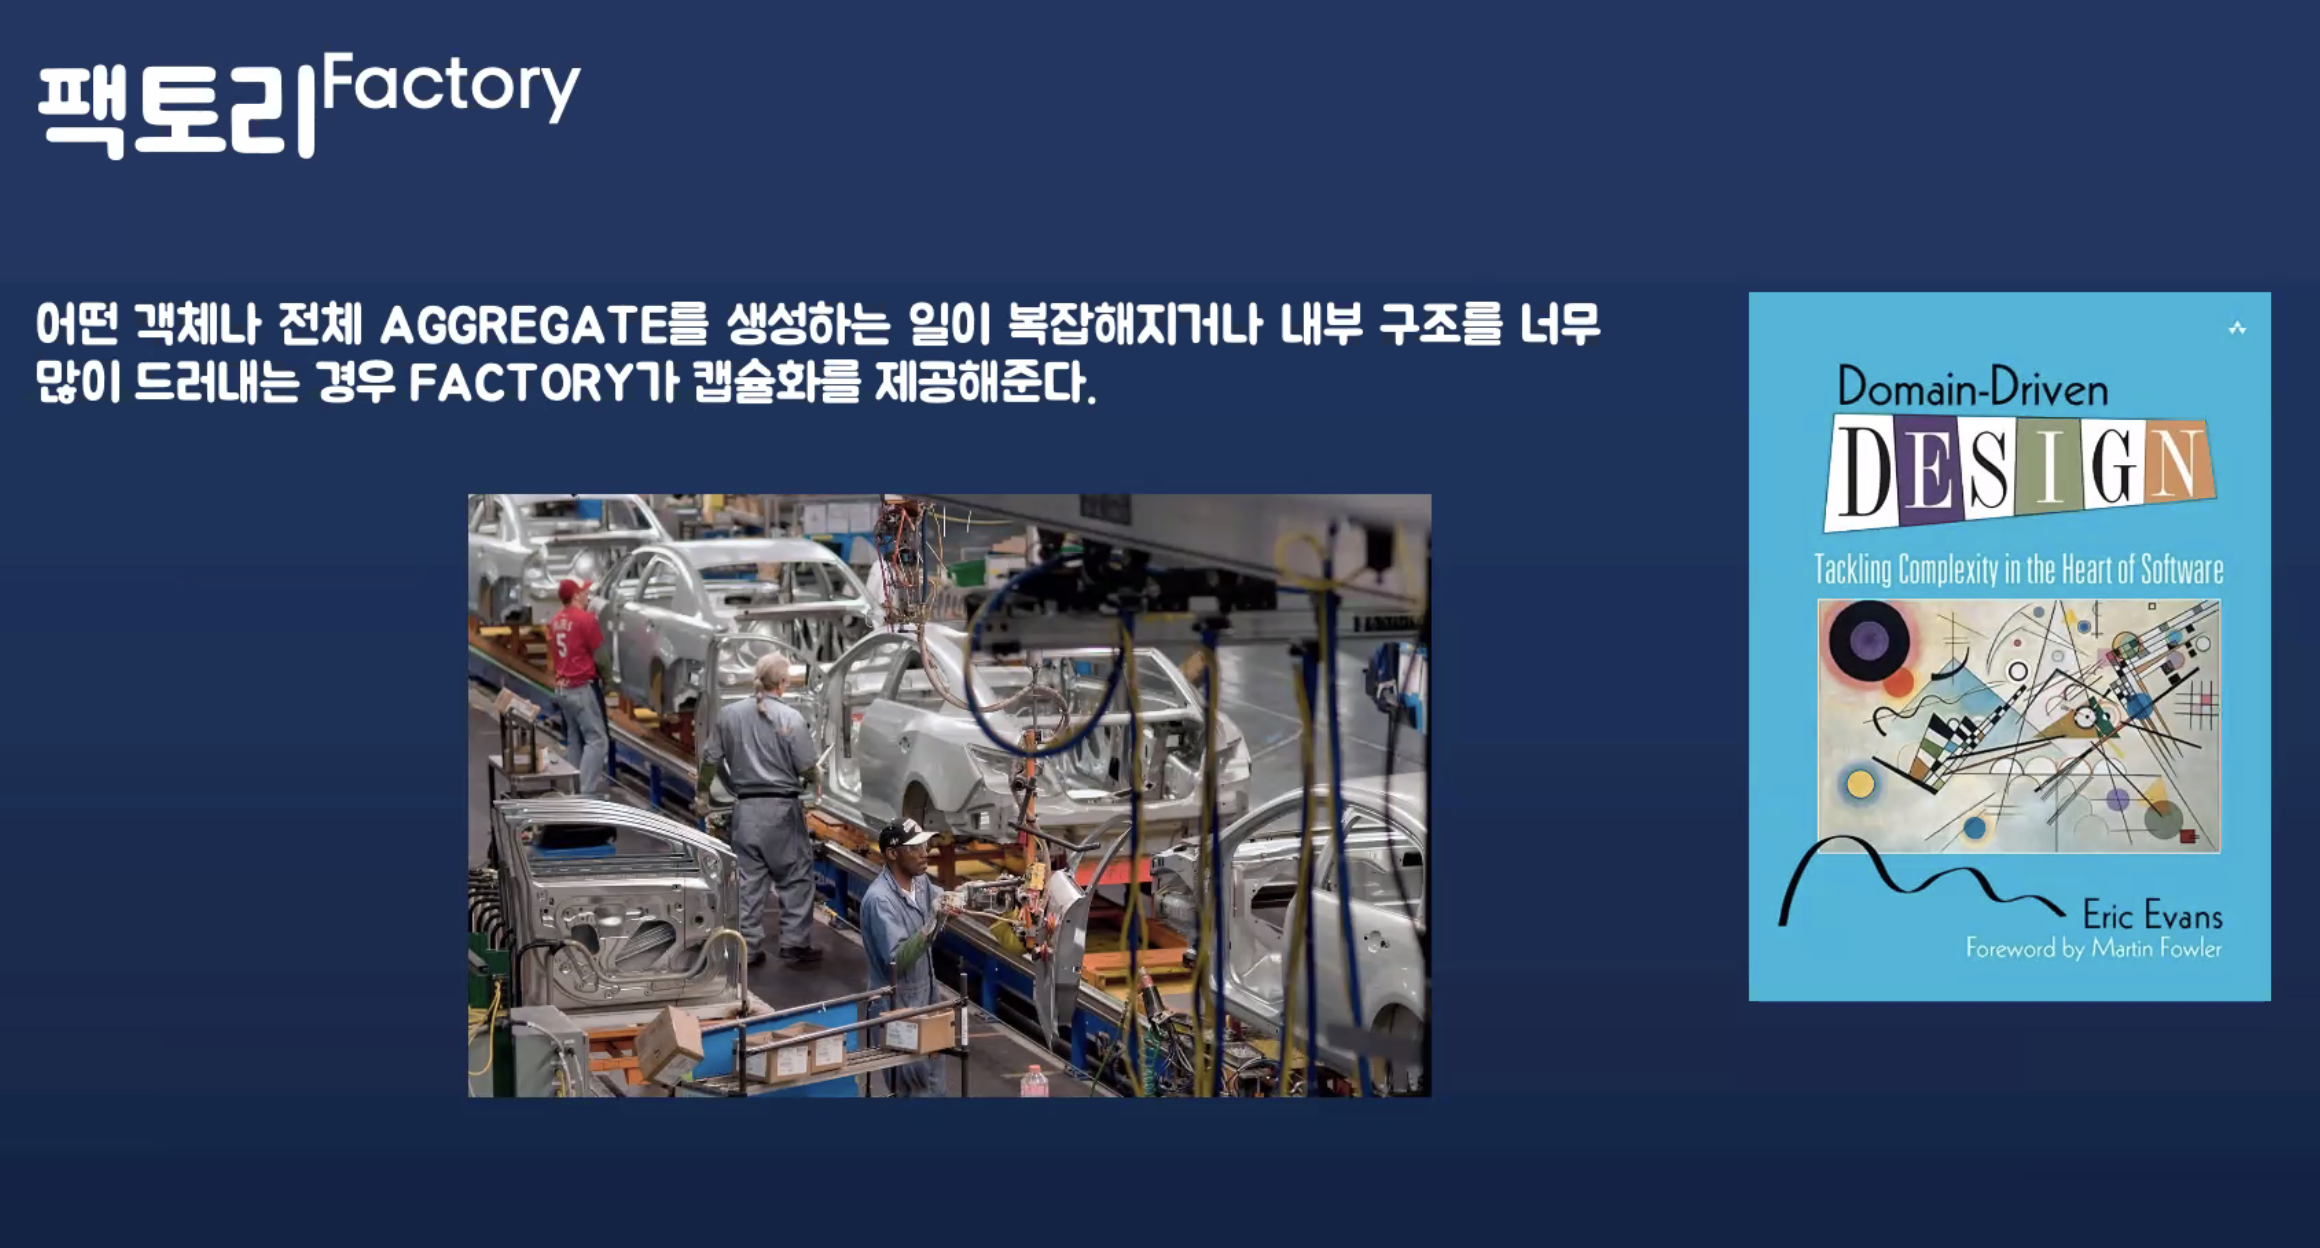 팩토리Factory
어떤 객체나 전체 AGGREGATE를 생성하는 일이 복잡해지거나 내부 구조를 너무
많이 드러내는 경우 FACTORY가 캡슐화를 제공해준다.
5
Domain-Driven
DESIGN
Tackling Complexity in the Heart of Software
Eric Evans
Foreword by Martin Fowler